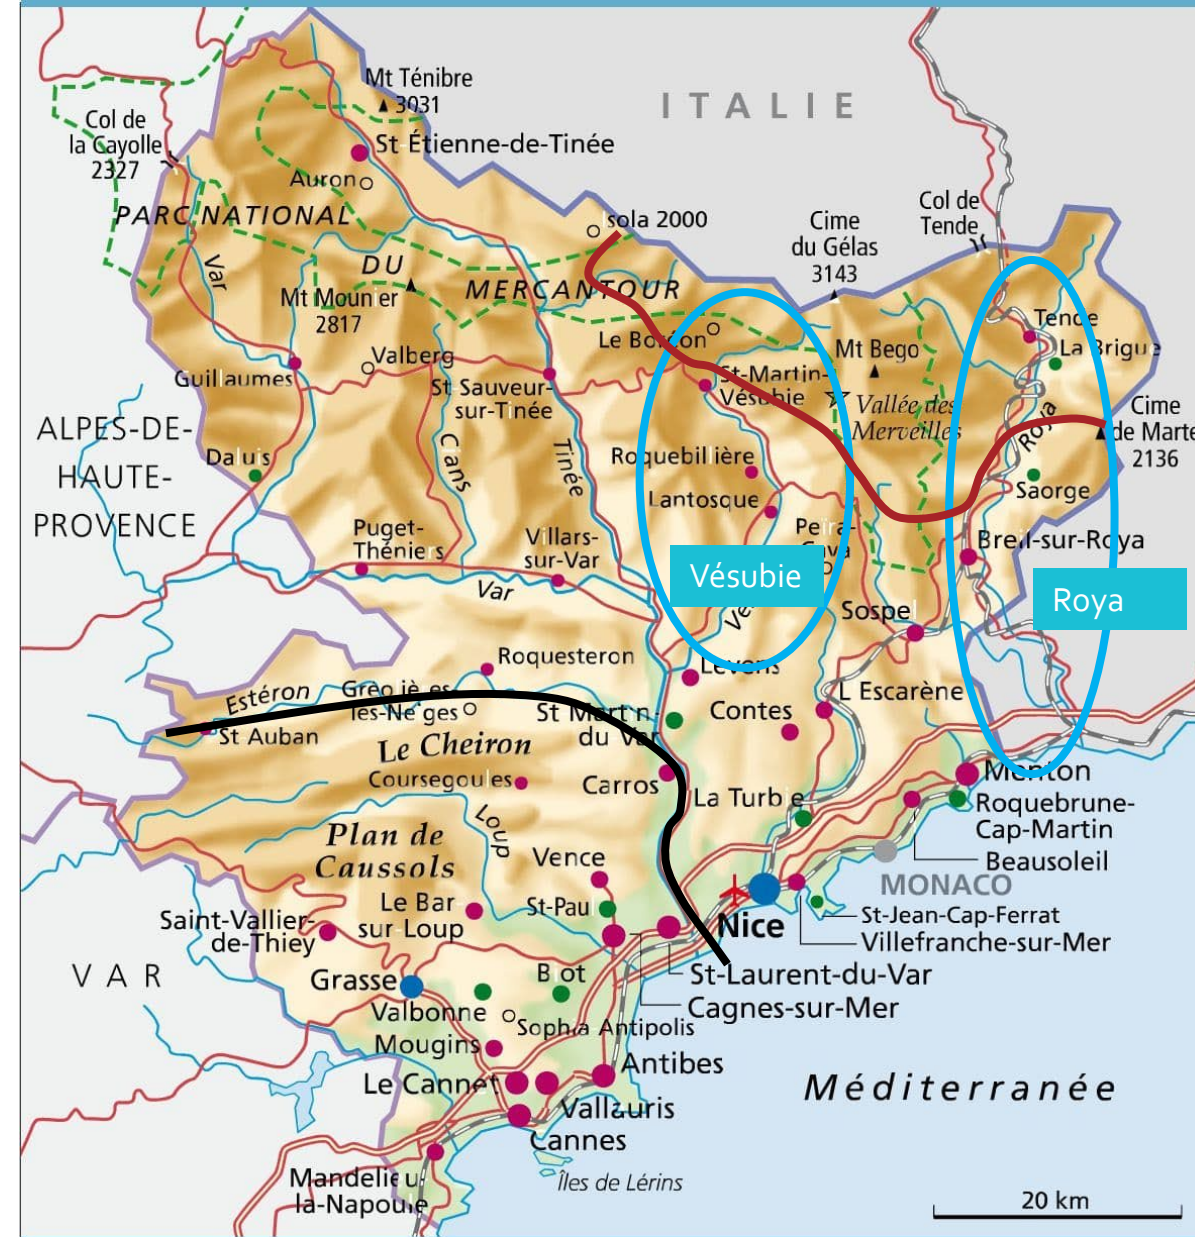 ITALIE
Mt Ténibre
3031
Col de
la Cayolle
2327
St-Étienne-de-Tinée
Auron
PARC NATIONAL
DU
MERCANTOUR
Isola 2000
Cime
du Gélas
3143
Col de
Tende
Var
Mt Mounier
2817
Le Boréon
Tende
La Brigue
Mt Bego
Valberg
Guillaumes
St Sauveur-
sur-Tinée
St-Martin-
Vésubie
Vallée des
Merveilles
Cime
de Marte
2136
ALPES-DE-
HAUTE-
PROVENCE
Daluis
Cians
Tinée
Roquebillière
Lantosque
Roya
Saorge
Puget-
Théniers
Villars-
sur-Var
Var
Peïra-
Cava
Breil-sur-Roya
Vésubie
Roya
Sospel
Roquesteron
Levens
Estéron
Gréolières-
les-Neiges
St Auban
St Martin-
du Var
Contes
L'Escarène
Le Cheiron
Coursegoules
Carros
La Turbie
Menton
Roquebrune-
Cap-Martin
Beausoleil
MONACO
Plan de
Caussols
Loup
Vence
St-Paul
Le Bar-
sur-Loup
Saint-Vallier-
de-Thiey
Nice
St-Jean-Cap-Ferrat
Villefranche-sur-Mer
St-Laurent-du-Var
Cagnes-sur-Mer
VAR
Grasse
Biot
Valbonne
Sophia Antipolis
Mougins
Antibes
Le Cannet
Vallauris
Cannes
Méditerranée
Mandelieu-
la-Napoule
Îles de Lérins
20 km